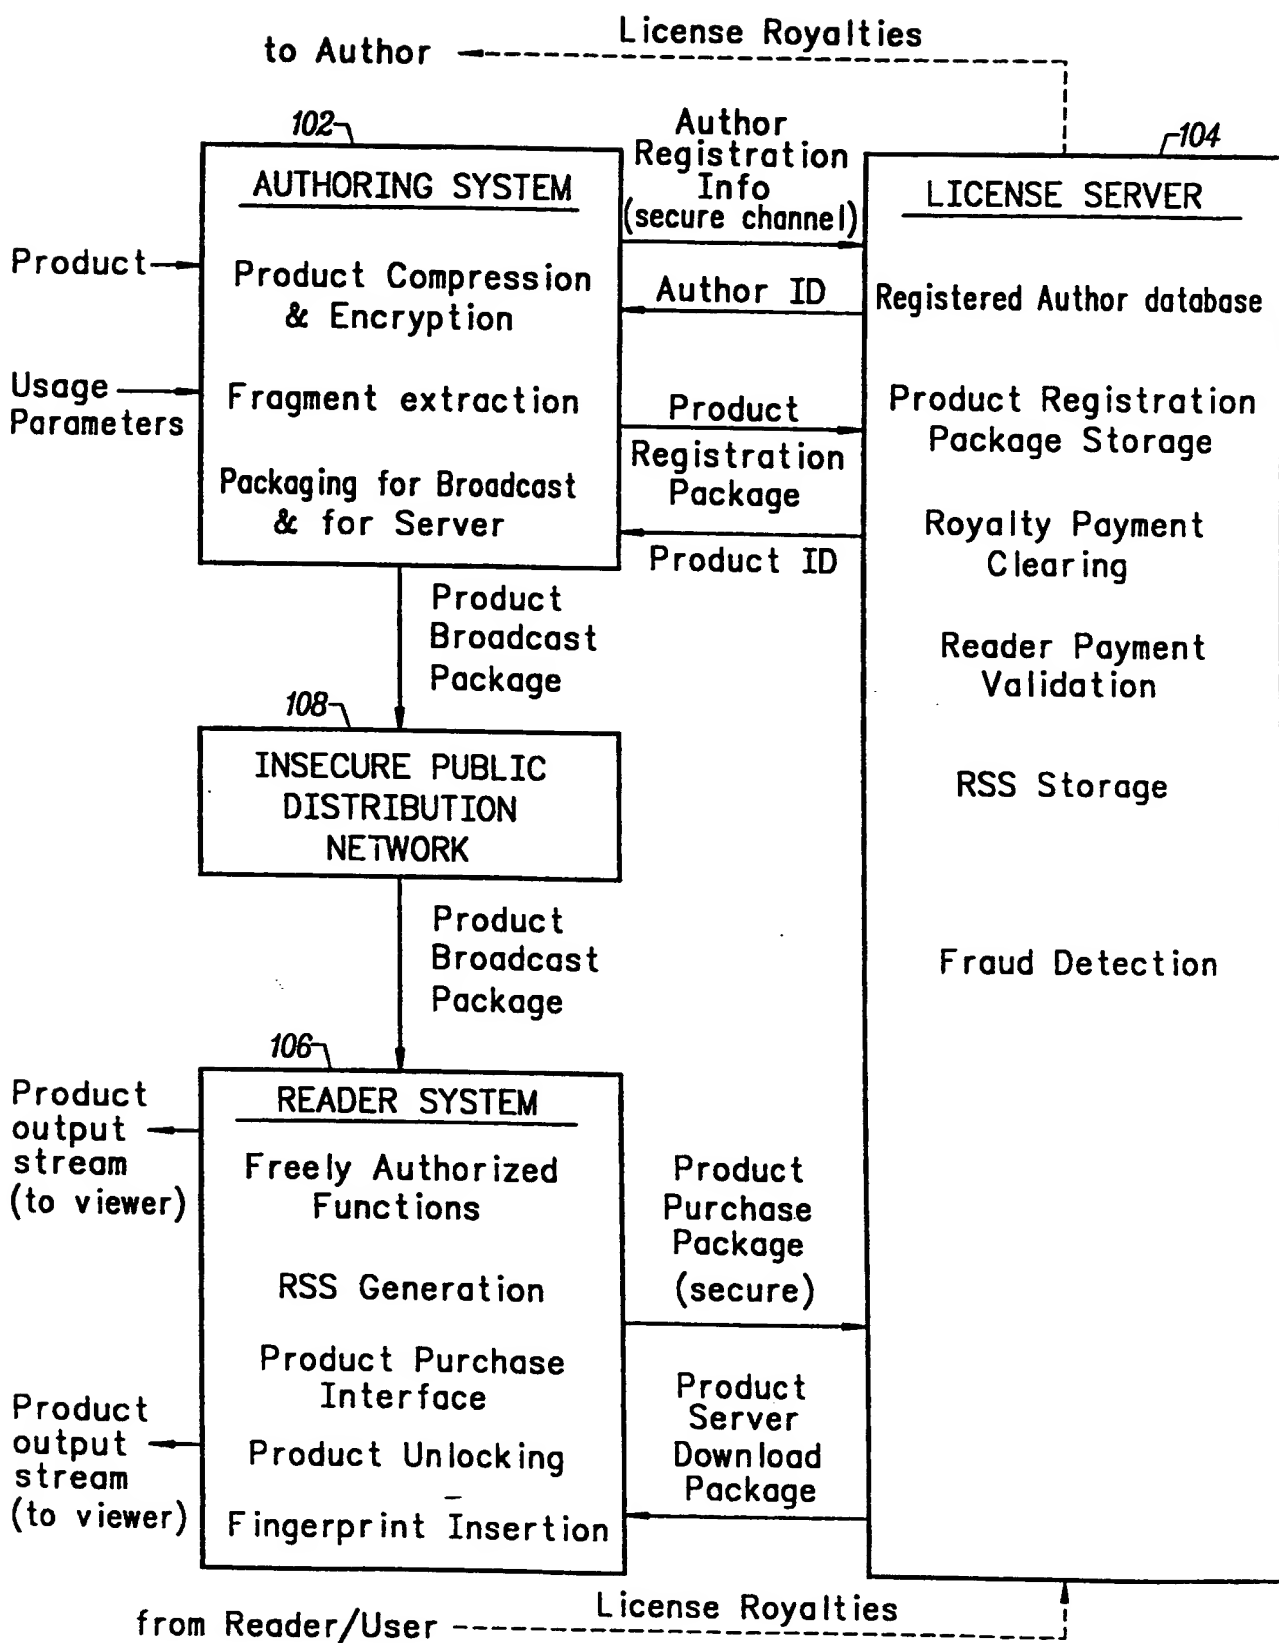 License Royalties
to Author
102
AUTHORING SYSTEM
Product Compression
& Encryption
Fragment extraction
Packaging for Broadcast
& for Server
Product
Usage
Parameters
Author
Registration
Info
(secure channel)
Author ID
Product
Registration
Package
Product ID
104
LICENSE SERVER
Registered Author database
Product Registration
Package Storage
Royalty Payment
Clearing
Reader Payment
Validation
RSS Storage
Fraud Detection
Product
Broadcast
Package
108
INSECURE PUBLIC
DISTRIBUTION
NETWORK
Product
Broadcast
Package
106
READER SYSTEM
Freely Authorized
Functions
RSS Generation
Product Purchase
Interface
Product Unlocking
Fingerprint Insertion
Product
output
stream
(to viewer)
Product
output
stream
(to viewer)
Product
Purchase
Package
(secure)
Product
Server
Download
Package
License Royalties
from Reader/User